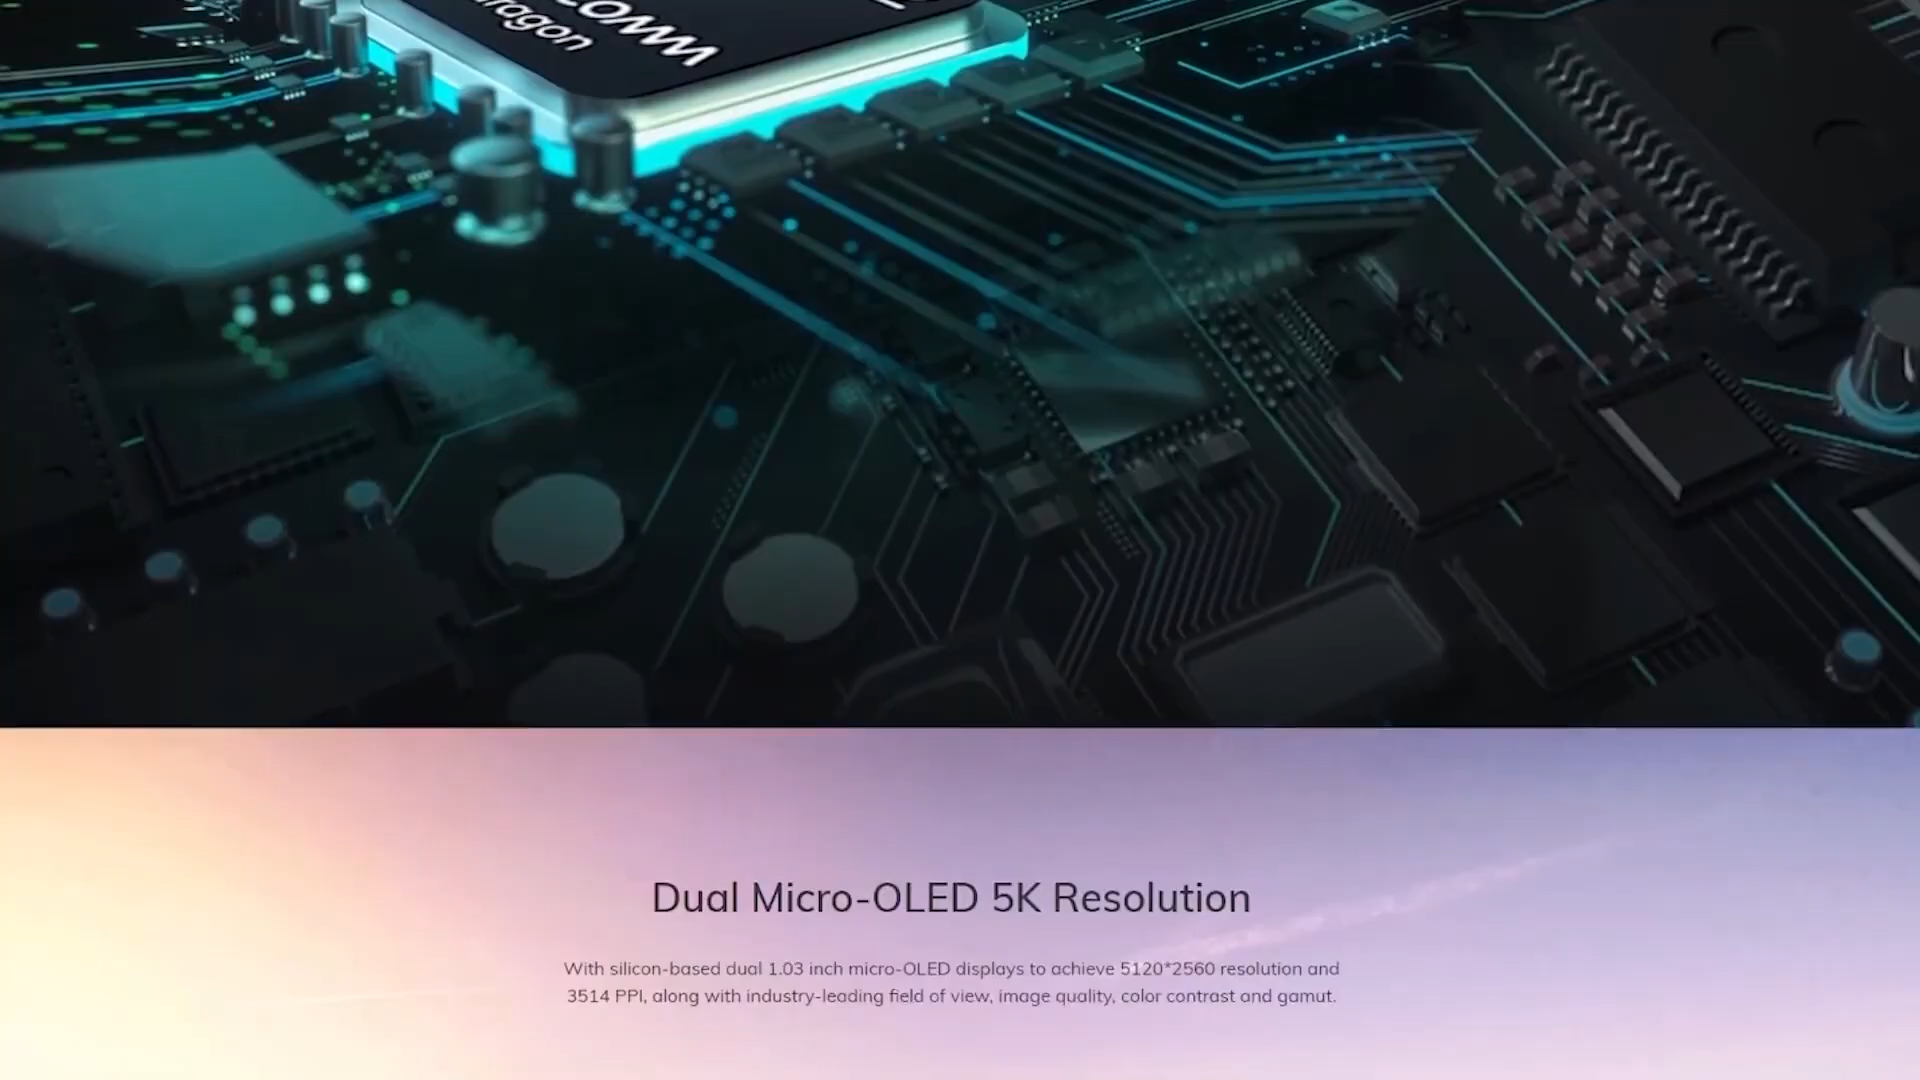 Dual Micro-OLED 5K Resolution
With silicon-based dual 1.03 inch micro-OLED displays to achieve 5120*2560 resolution and
3514 PPI, along with industry-leading field of view, image quality, color contrast and gamut.